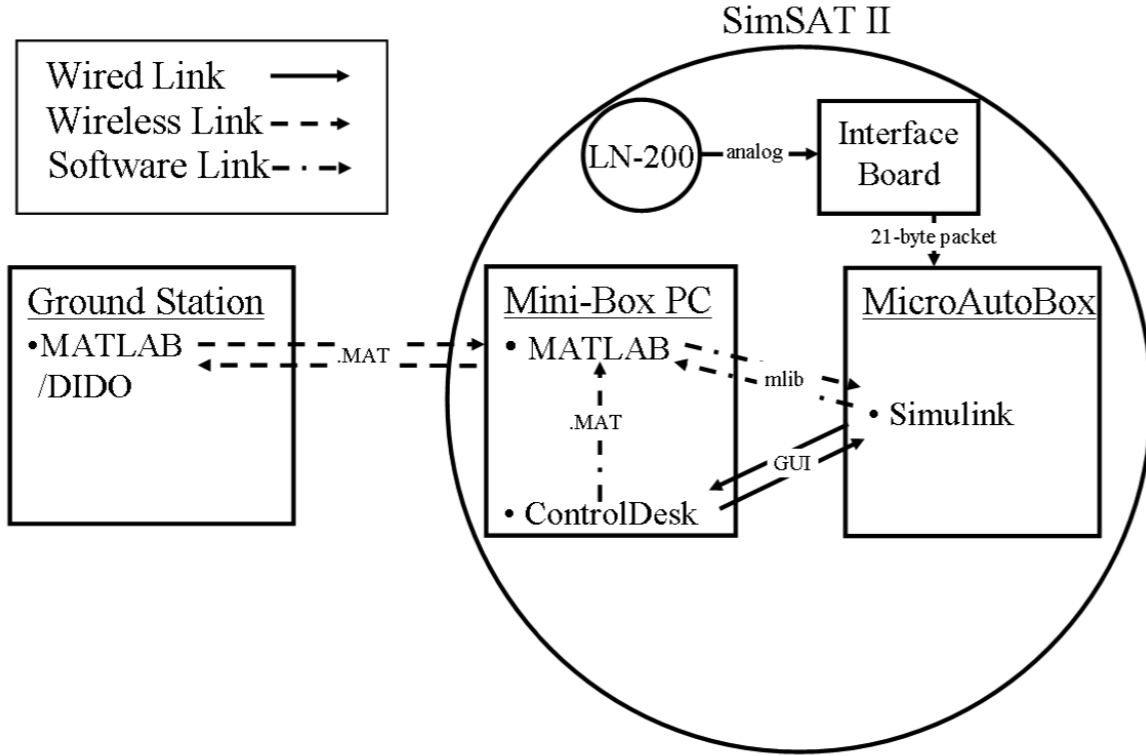 SimSAT II
Wired Link
Wireless Link
Software Link
LN-200
analog
Interface
Board
21-byte packet
Ground Station
•MATLAB
/DIDO
.MAT
Mini-Box PC
• MATLAB
.MAT
• ControlDesk
mlib
GUI
MicroAutoBox
• Simulink